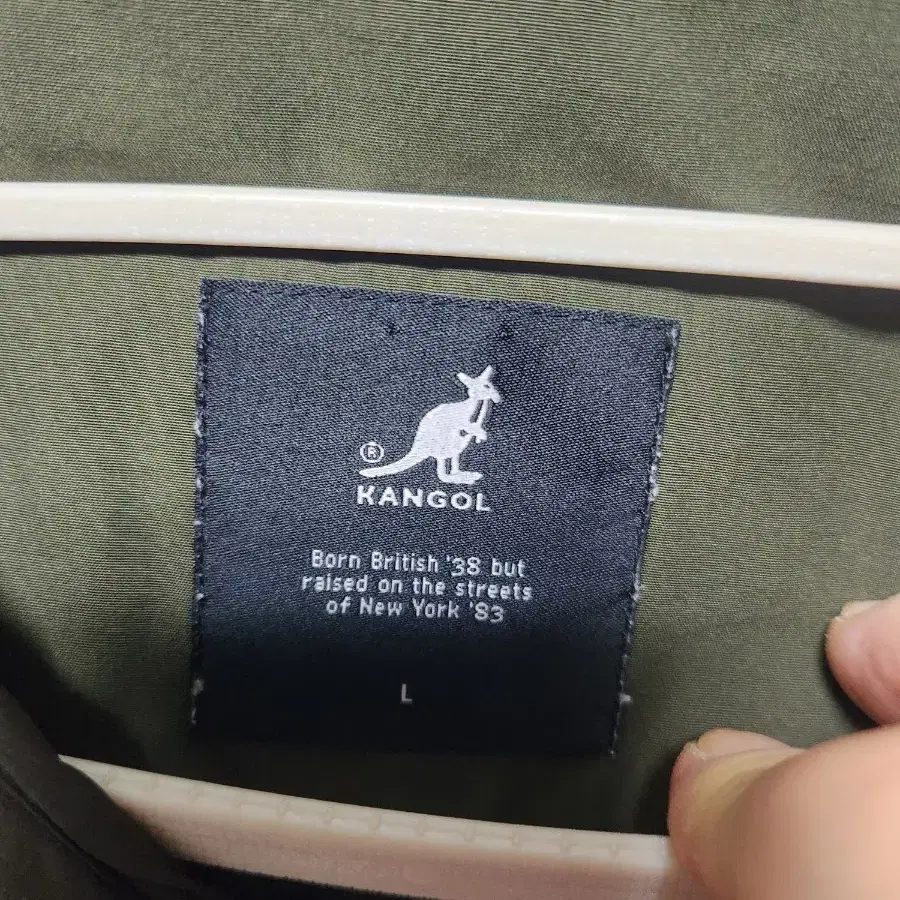 ®
KANGOL
Born British '38 but
raised on the streets
of New York '83
L